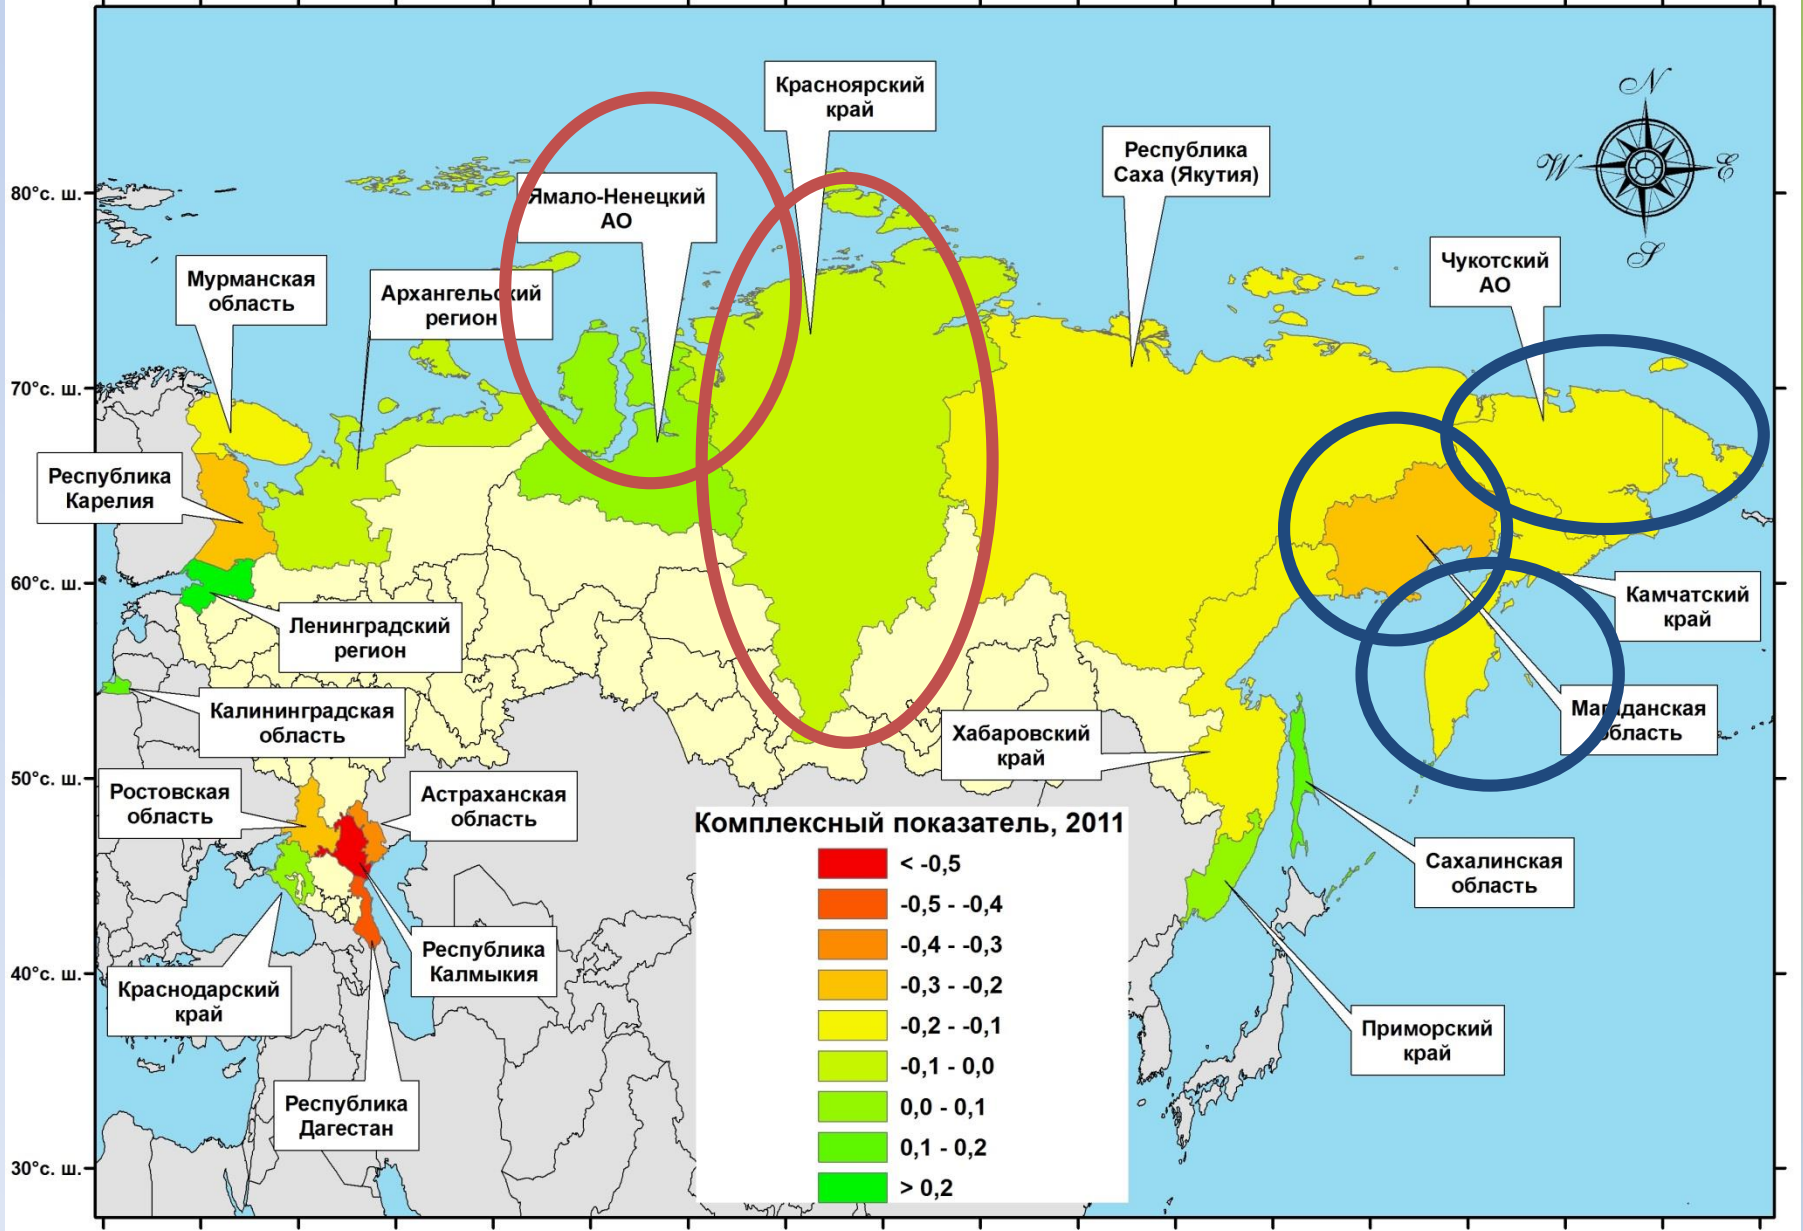 Красноярский
край
Ямало-Ненецкий
АО
Республика
Саха (Якутия)
N
W
E
S
80°с. ш.
Мурманская
область
Архангельский
регион
Чукотский
АО
70°с. ш.
Республика
Карелия
60°с. ш.
Ленинградский
регион
Камчатский
край
Калининградская
область
Хабаровский
край
Магаданская
область
50°с. ш.
Ростовская
область
Астраханская
область
Сахалинская
область
Республика
Калмыкия
40°с. ш.
Краснодарский
край
Приморский
край
Республика
Дагестан
30°с. ш.
Комплексный показатель, 2011
< -0,5
-0,5 - -0,4
-0,4 - -0,3
-0,3 - -0,2
-0,2 - -0,1
-0,1 - 0,0
0,0 - 0,1
0,1 - 0,2
> 0,2